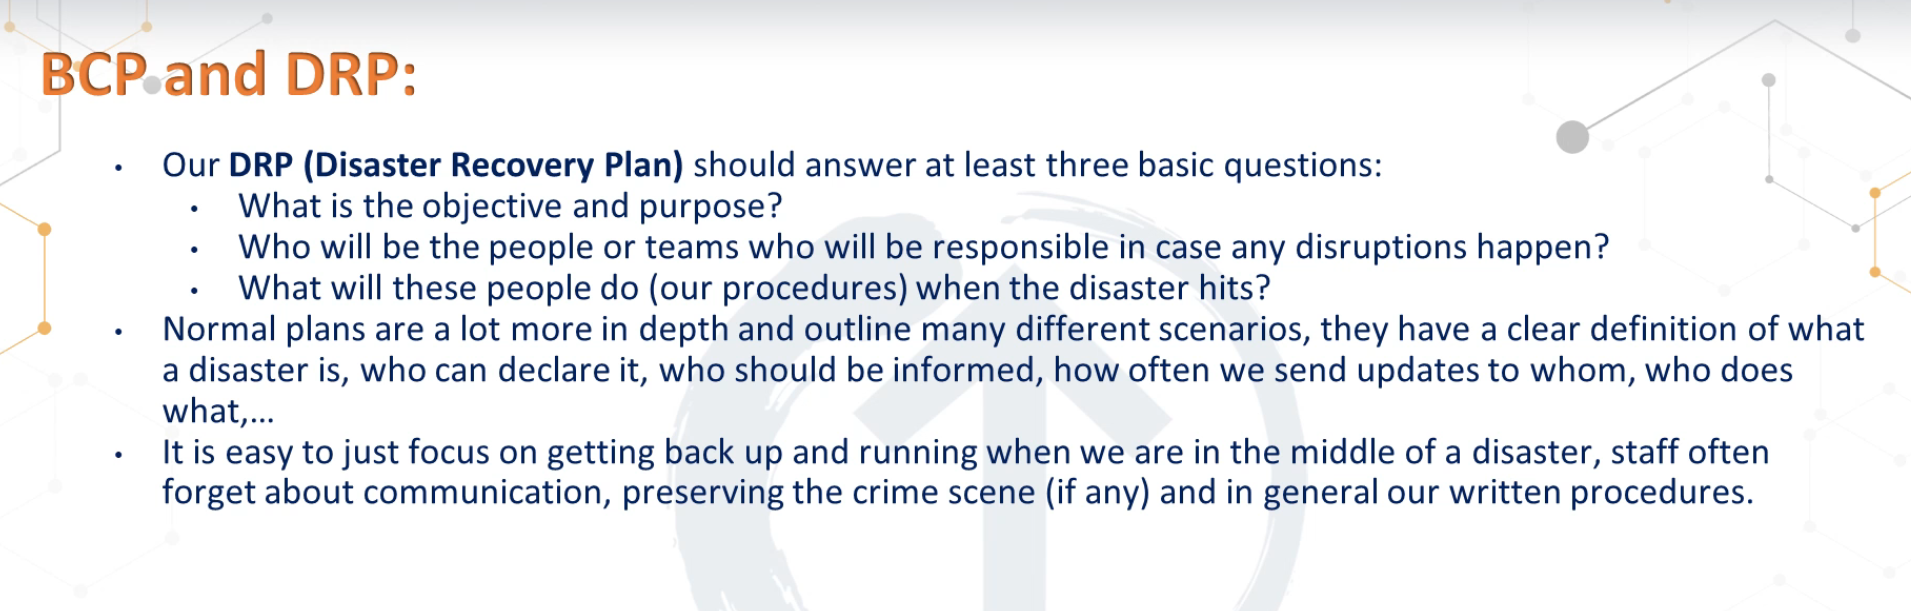 BCP and DRP:
• Our DRP (Disaster Recovery Plan) should answer at least three basic questions:
• What is the objective and purpose?
• Who will be the people or teams who will be responsible in case any disruptions happen?
• What will these people do (our procedures) when the disaster hits?
• Normal plans are a lot more in depth and outline many different scenarios, they have a clear definition of what
a disaster is, who can declare it, who should be informed, how often we send updates to whom, who does
what,...
• It is easy to just focus on getting back up and running when we are in the middle of a disaster, staff often
forget about communication, preserving the crime scene (if any) and in general our written procedures.